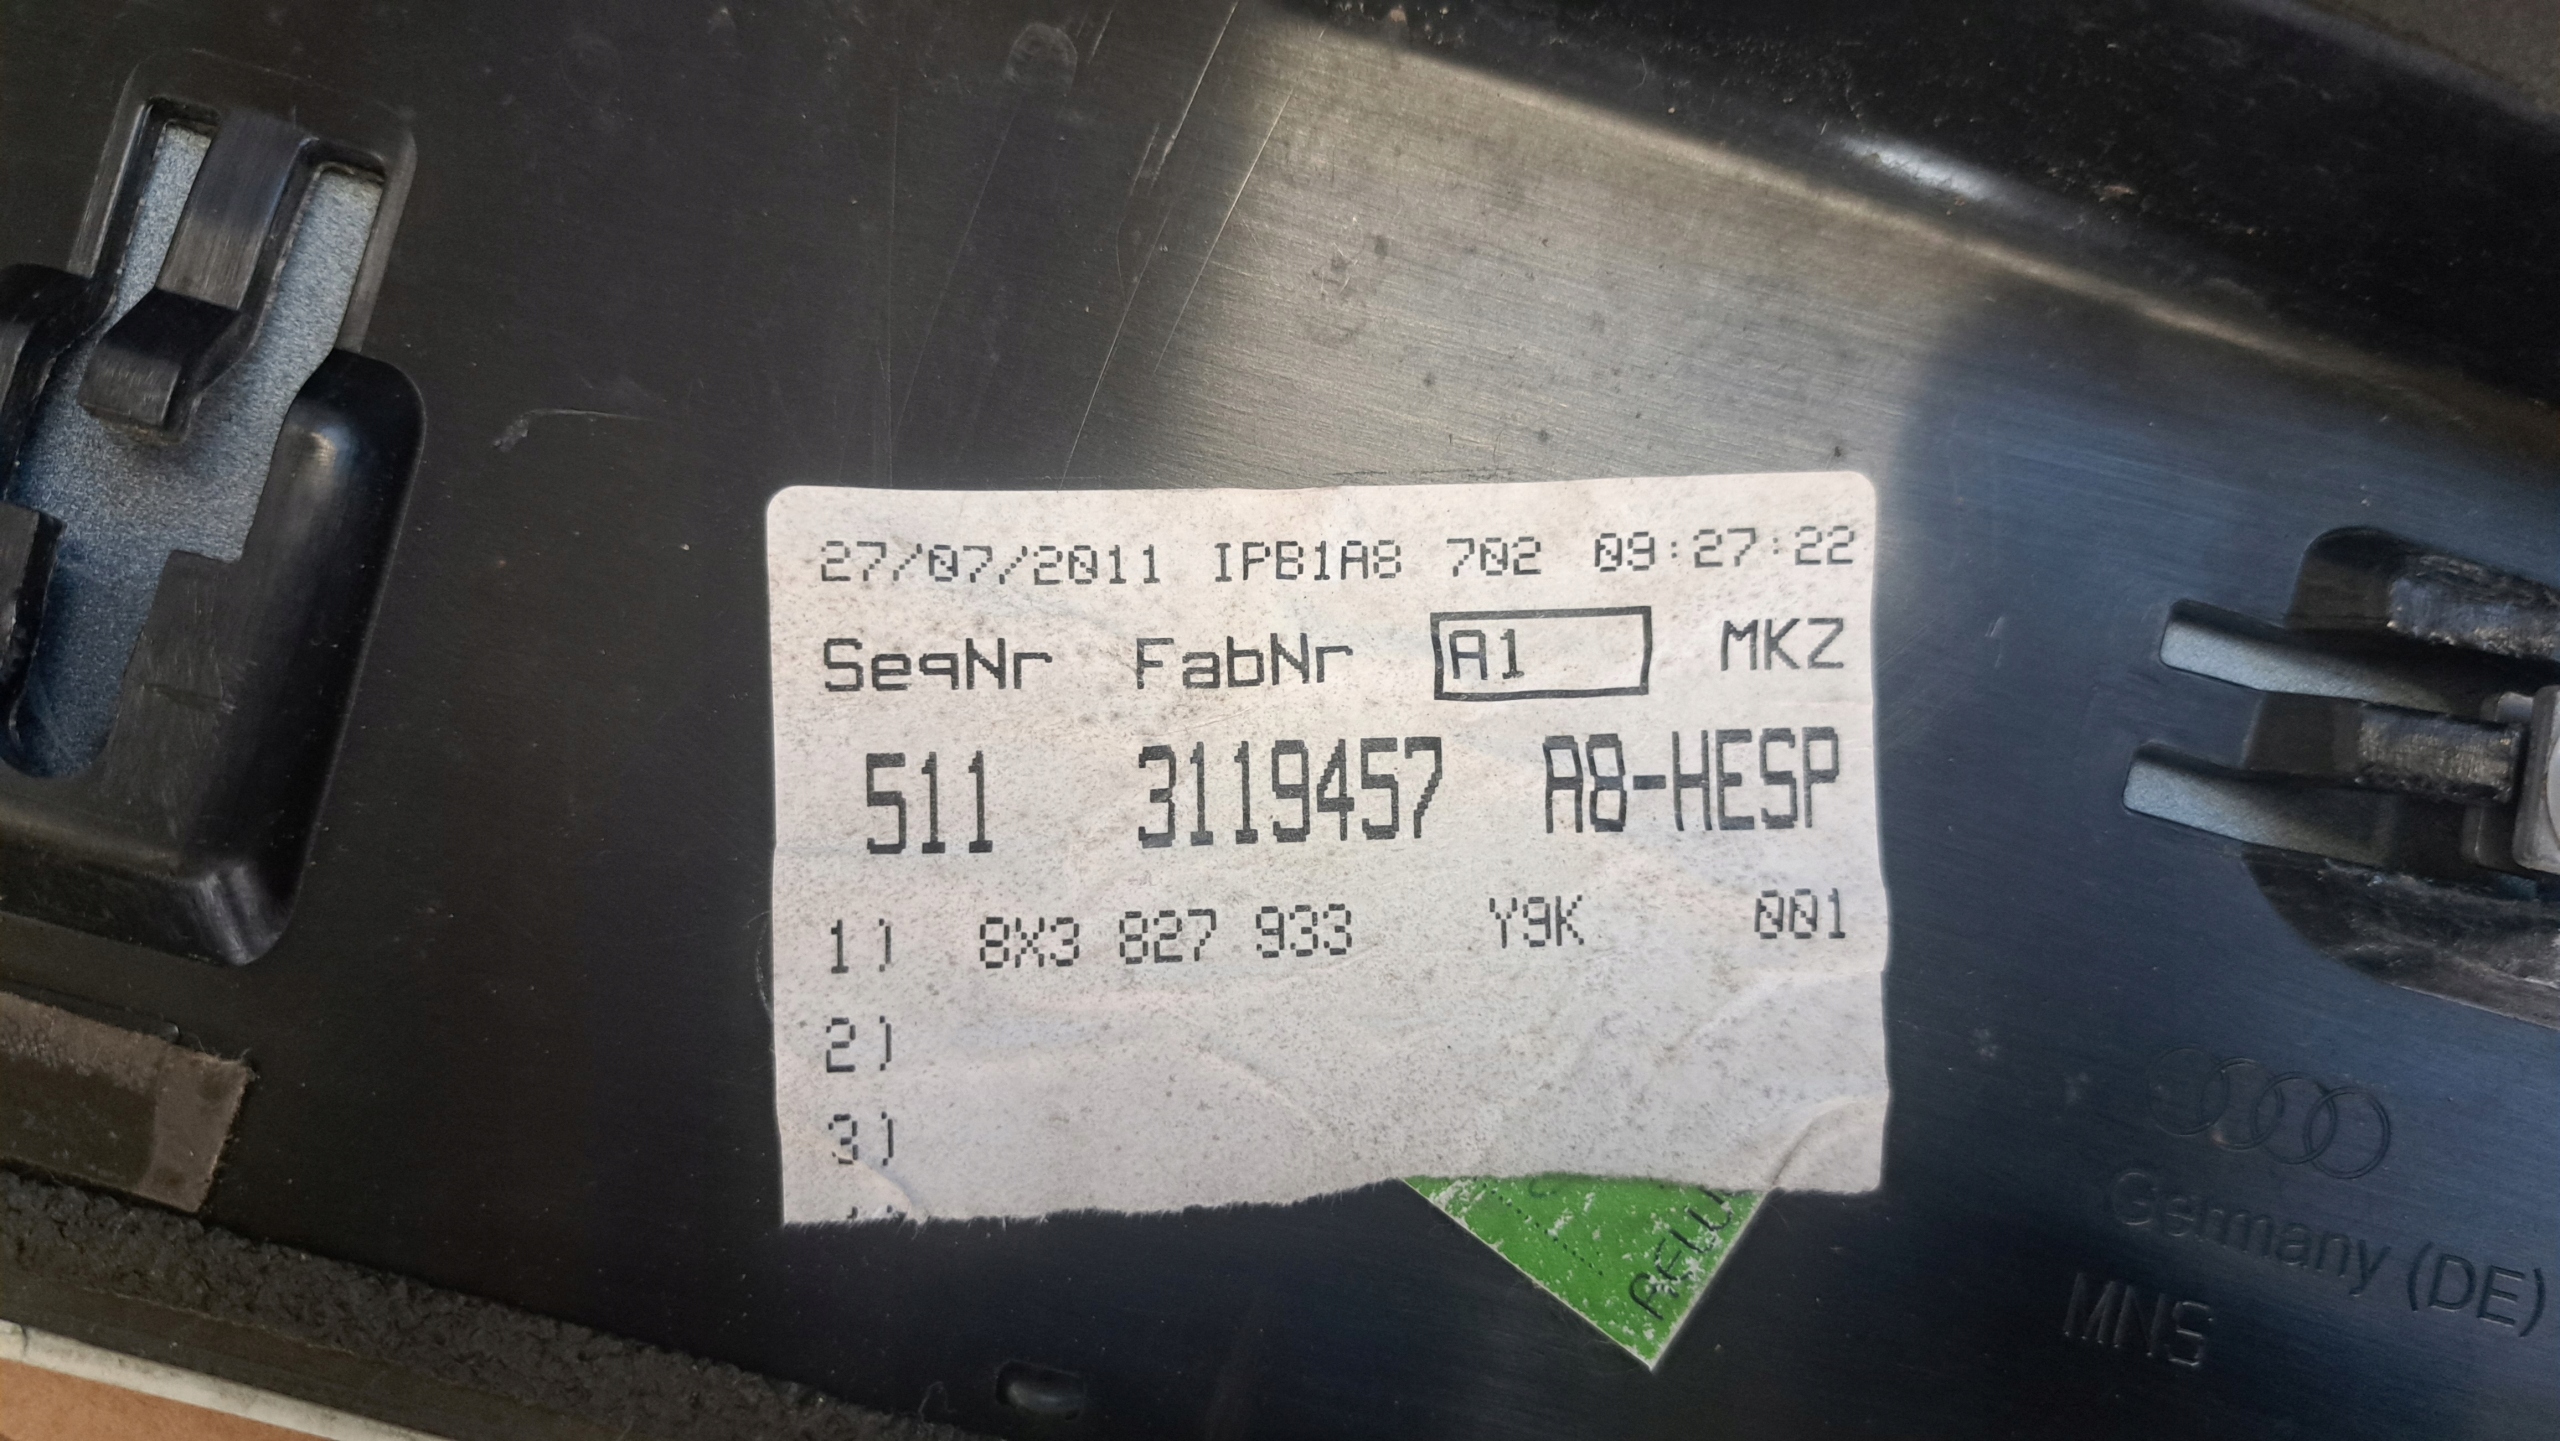 27/07/2011 IPB1A8 702 09:27:22
SeqNr FabNr A1 MKZ
511 3119457 A8-HESP
1) 8X3 827 933 Y9K 001
2)
3)
Germany (DE)
MNS